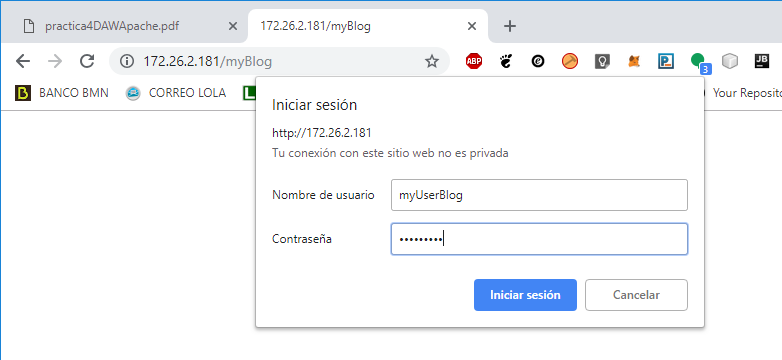 practica4DAWApache.pdf
172.26.2.181/myBlog
172.26.2.181/myBlog
ABP
3
JB
BANCO BMN
CORREO LOLA
Your Reposito
Iniciar sesión
http://172.26.2.181
Tu conexión con este sitio web no es privada
Nombre de usuario
myUserBlog
Contraseña
•••••••••
Iniciar sesión
Cancelar